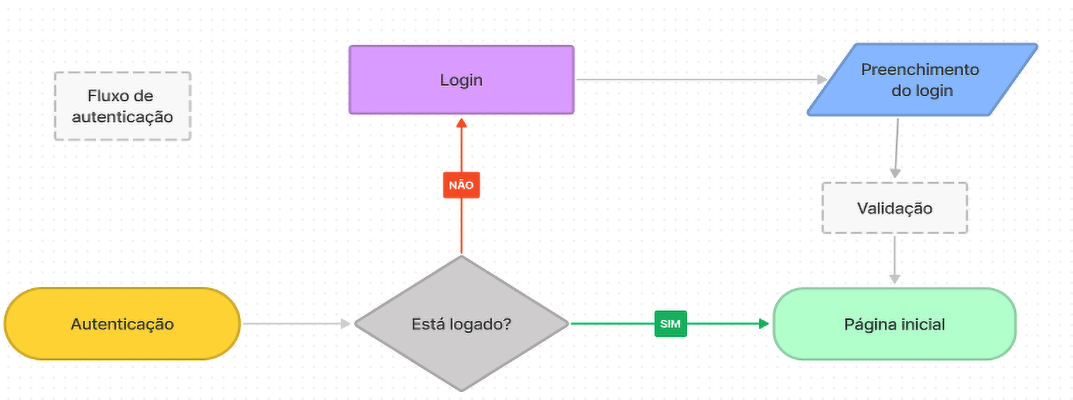 Fluxo de
autenticação
Login
Preenchimento
do login
NÃO
Validação
Autenticação
Está logado?
SIM
Página inicial